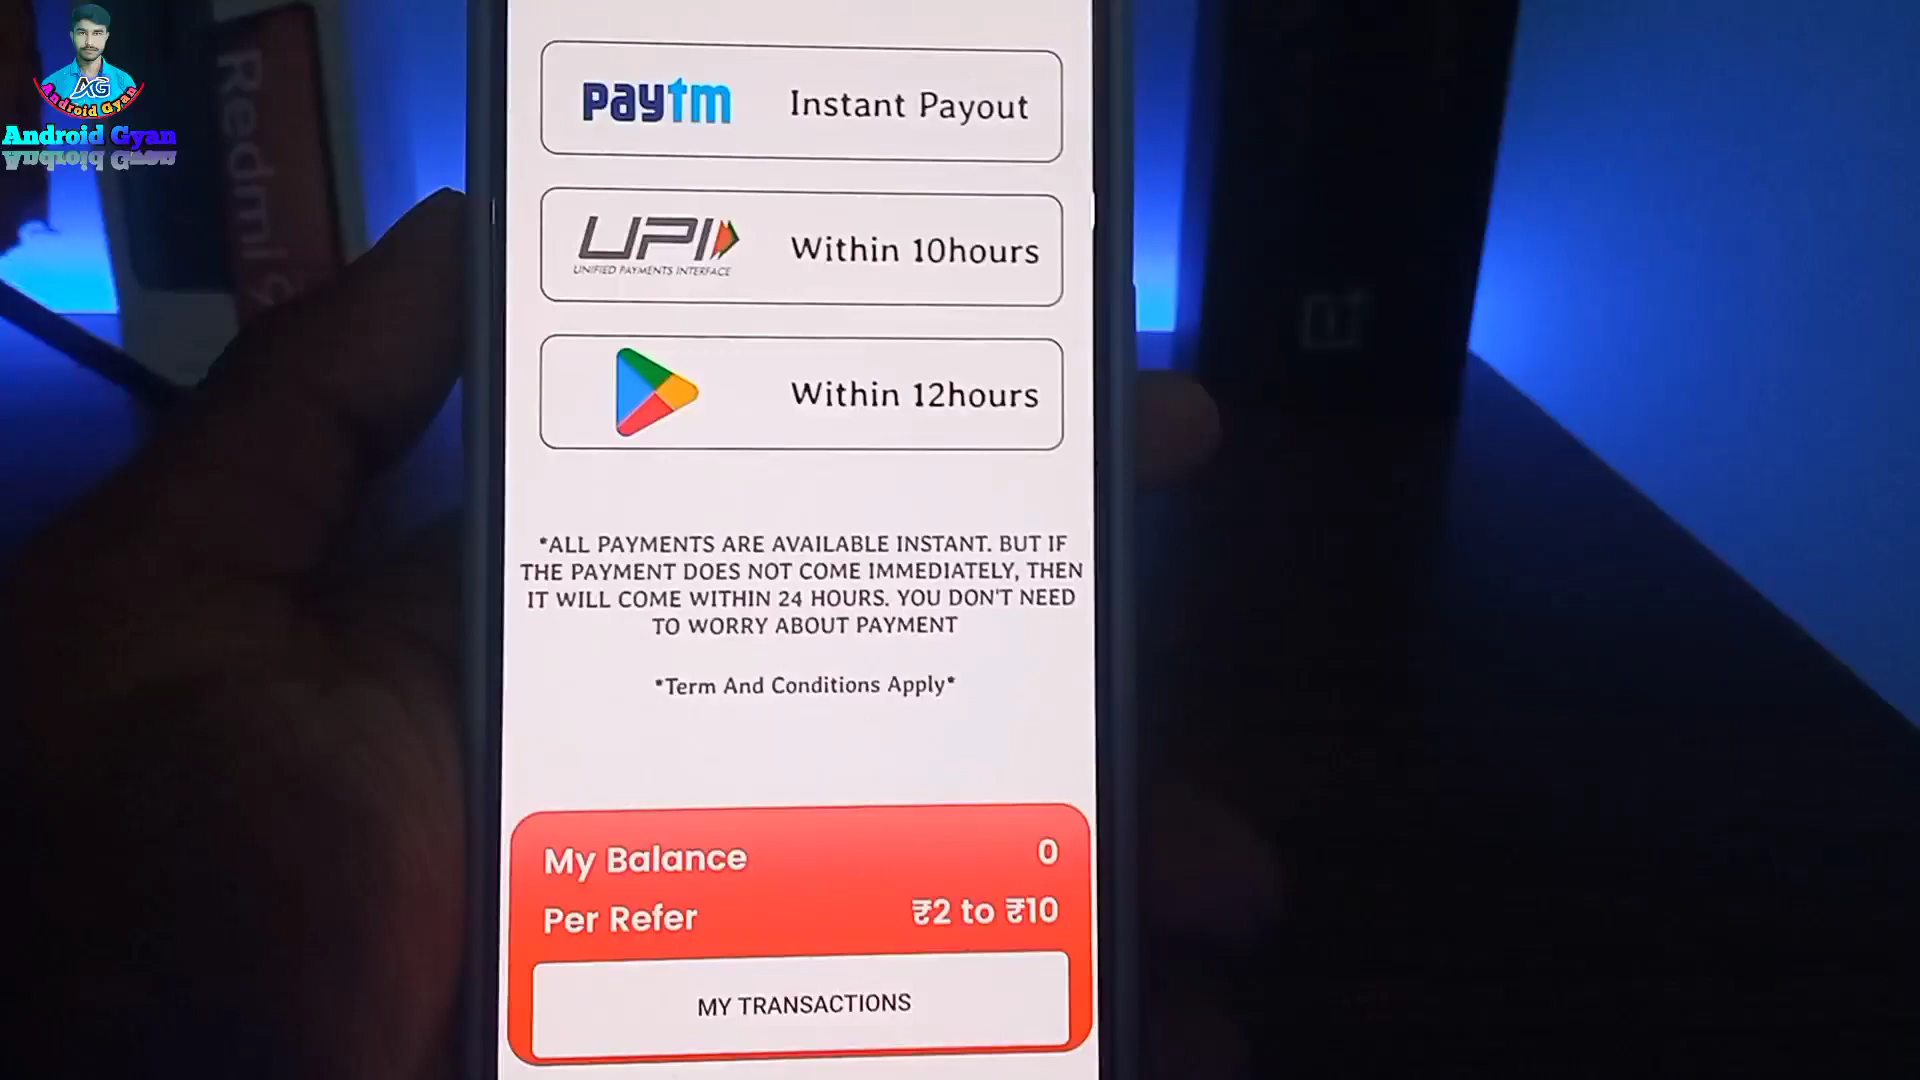 AG
Android Gyan
Android Gyan
Redmi 9
paytm Instant Payout
UPI Within 10hours
UNIFIED PAYMENTS INTERFACE
Within 12hours
*ALL PAYMENTS ARE AVAILABLE INSTANT. BUT IF
THE PAYMENT DOES NOT COME IMMEDIATELY, THEN
IT WILL COME WITHIN 24 HOURS. YOU DON'T NEED
TO WORRY ABOUT PAYMENT
*Term And Conditions Apply*
My Balance 0
Per Refer ₹2 to ₹10
MY TRANSACTIONS